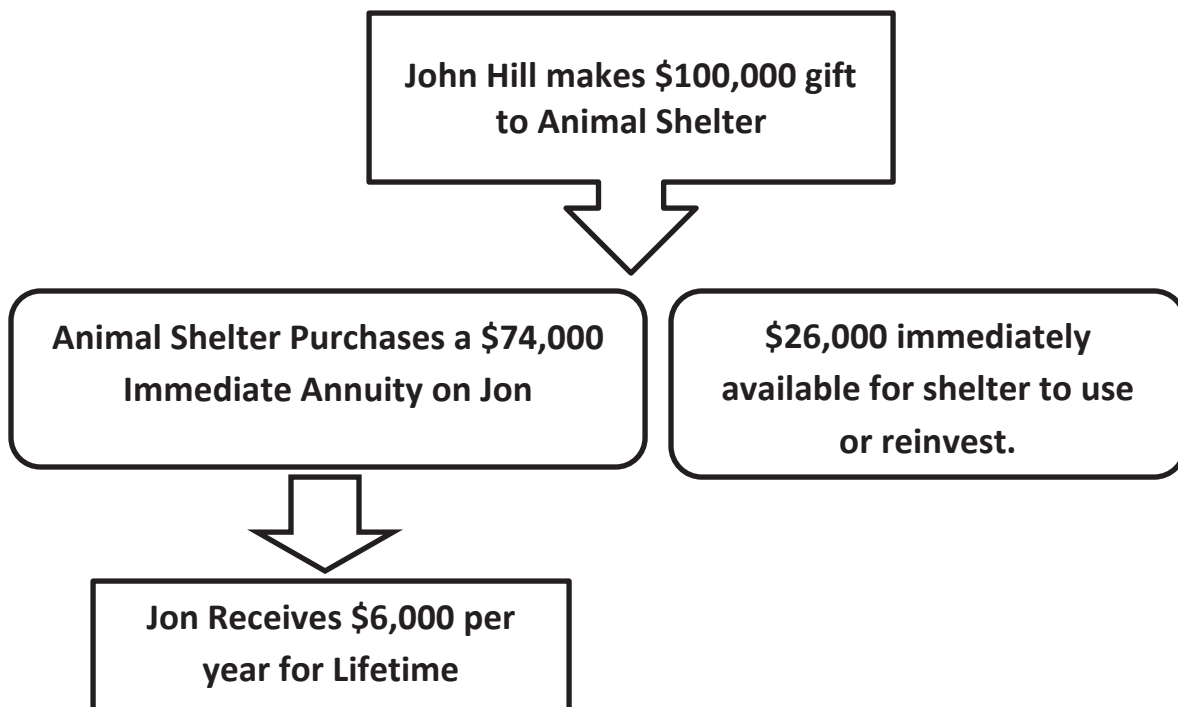 John Hill makes $100,000 gift
to Animal Shelter
Animal Shelter Purchases a $74,000
Immediate Annuity on Jon
$26,000 immediately
available for shelter to use
or reinvest.
Jon Receives $6,000 per
year for Lifetime